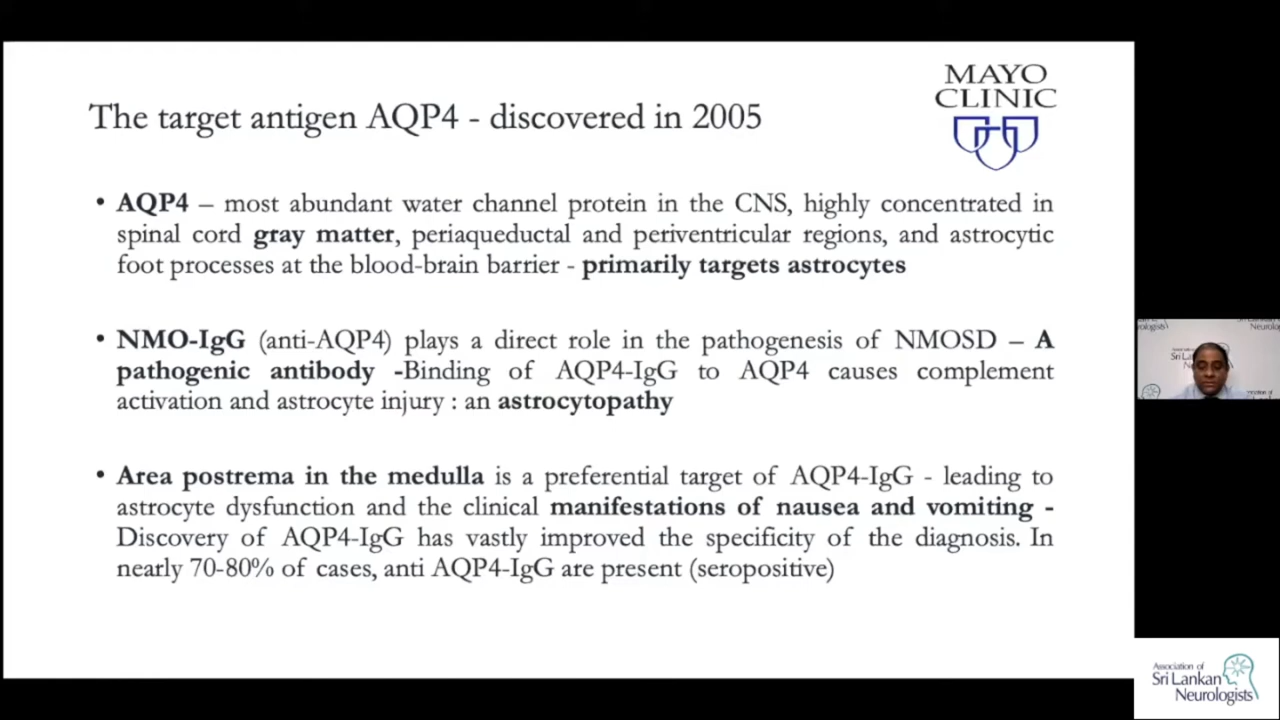 MAYO
CLINIC
The target antigen AQP4 - discovered in 2005
• AQP4 – most abundant water channel protein in the CNS, highly concentrated in
spinal cord gray matter, periaqueductal and periventricular regions, and astrocytic
foot processes at the blood-brain barrier - primarily targets astrocytes
• NMO-IgG (anti-AQP4) plays a direct role in the pathogenesis of NMOSD – A
pathogenic antibody -Binding of AQP4-IgG to AQP4 causes complement
activation and astrocyte injury : an astrocytopathy
• Area postrema in the medulla is a preferential target of AQP4-IgG - leading to
astrocyte dysfunction and the clinical manifestations of nausea and vomiting -
Discovery of AQP4-IgG has vastly improved the specificity of the diagnosis. In
nearly 70-80% of cases, anti AQP4-IgG are present (seropositive)
Association of
Sri Lankan
Neurologists